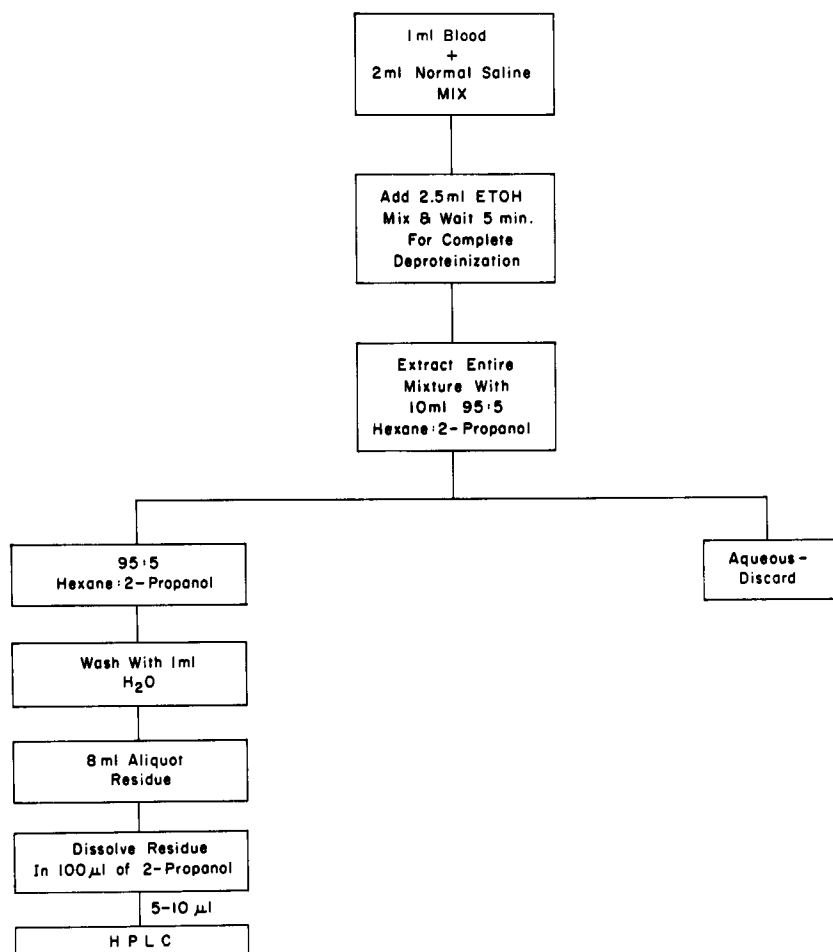 1ml Blood
+
2ml Normal Saline
MIX
Add 2.5ml ETOH
Mix & Wait 5 min.
For Complete
Deproteinization
Extract Entire
Mixture With
10ml 95:5
Hexane:2-Propanol
95:5
Hexane:2-Propanol
Aqueous-
Discard
Wash With 1ml
H₂O
8ml Aliquot
Residue
Dissolve Residue
In 100µl of 2-Propanol
5-10 µl
HPLC